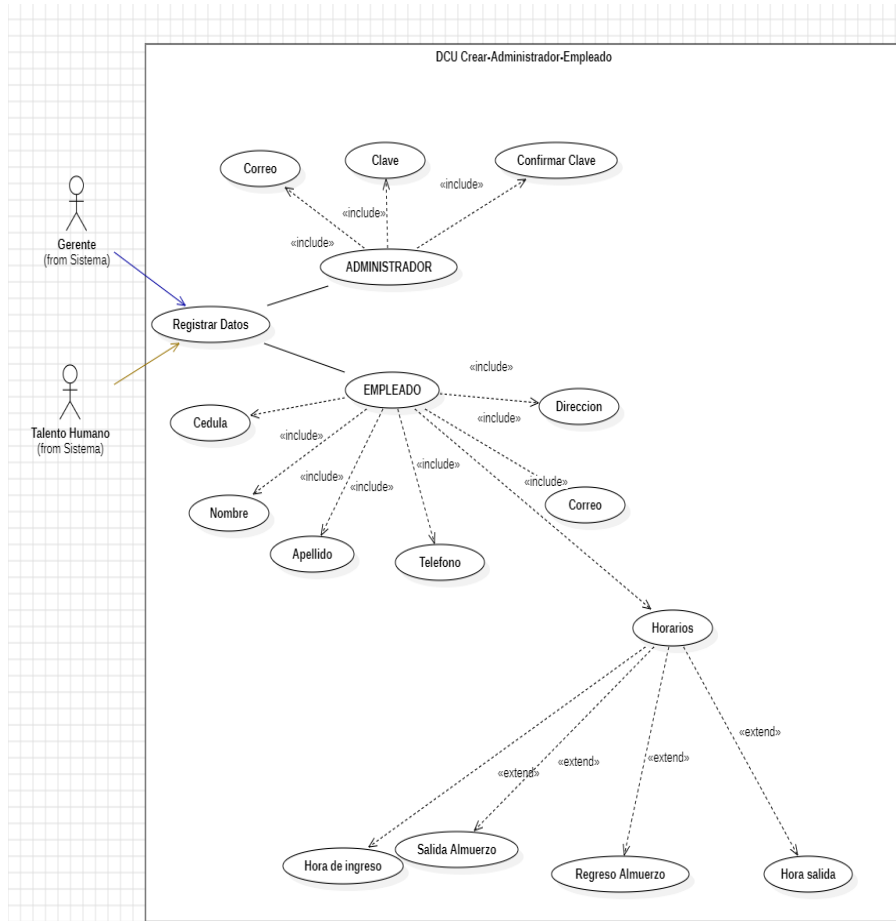 DCU Crear-Administrador-Empleado
Correo
Clave
Confirmar Clave
«include»
«include»
«include»
Gerente
(from Sistema)
ADMINISTRADOR
Registrar Datos
Talento Humano
(from Sistema)
EMPLEADO
«include»
Direccion
Cedula
«include»
«include»
«include»
«include»
«include»
«include»
Nombre
Apellido
Telefono
Correo
Horarios
«extend»
«extend»
«extend»
«extend»
Hora de ingreso
Salida Almuerzo
Regreso Almuerzo
Hora salida